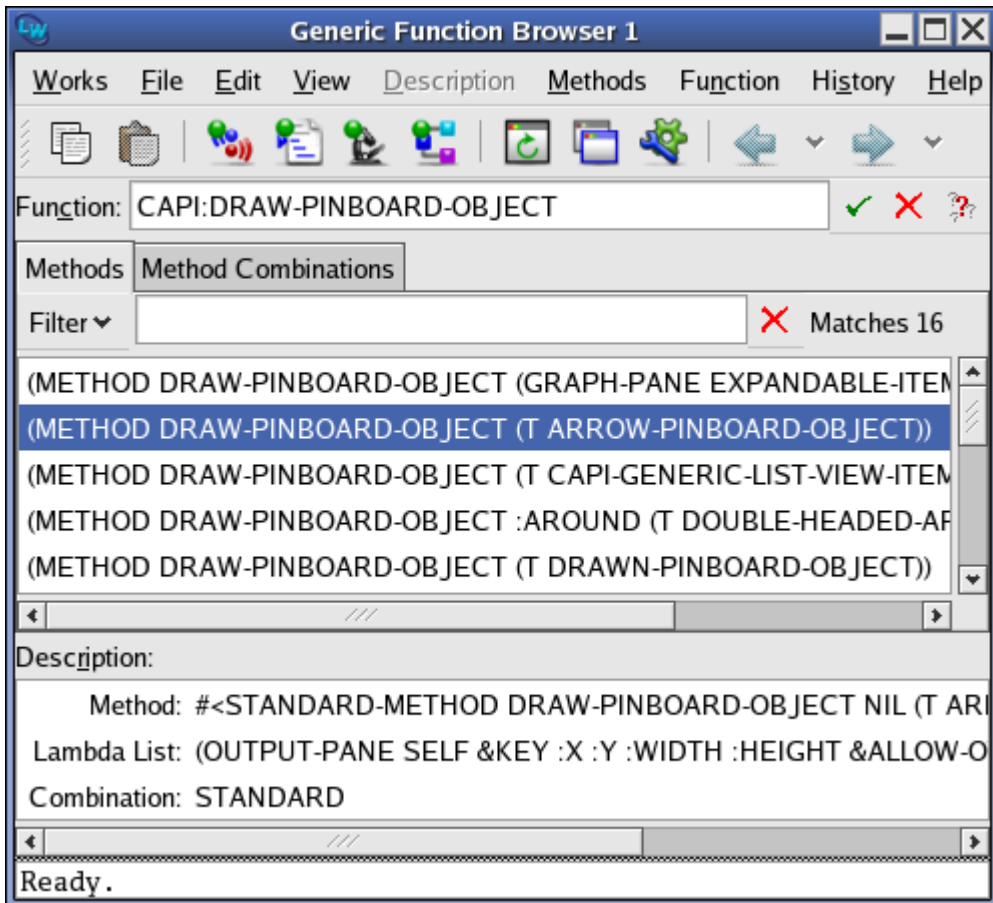 LW Generic Function Browser 1
Works File Edit View Description Methods Function History Help
Function: CAPI:DRAW-PINBOARD-OBJECT
Methods Method Combinations
Filter Matches 16
(METHOD DRAW-PINBOARD-OBJECT (GRAPH-PANE EXPANDABLE-ITEM
(METHOD DRAW-PINBOARD-OBJECT (T ARROW-PINBOARD-OBJECT))
(METHOD DRAW-PINBOARD-OBJECT (T CAPI-GENERIC-LIST-VIEW-ITEM
(METHOD DRAW-PINBOARD-OBJECT :AROUND (T DOUBLE-HEADED-AR
(METHOD DRAW-PINBOARD-OBJECT (T DRAWN-PINBOARD-OBJECT))
Description:
Method: #<STANDARD-METHOD DRAW-PINBOARD-OBJECT NIL (T ARR
Lambda List: (OUTPUT-PANE SELF &KEY :X :Y :WIDTH :HEIGHT &ALLOW-O
Combination: STANDARD
Ready.